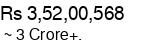 Rs 3,52,00,568
~ 3 Crore+.